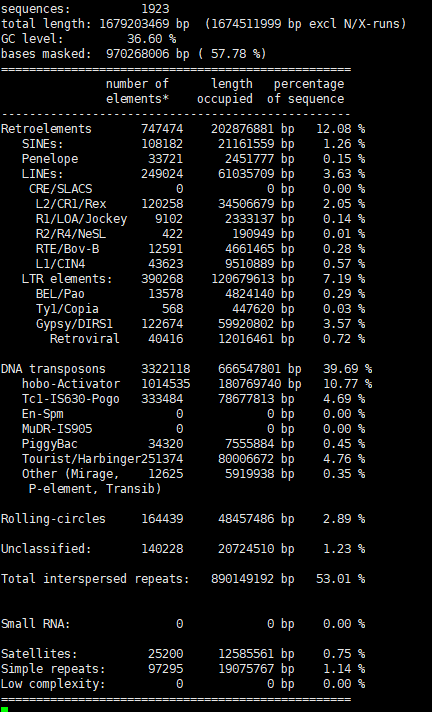 sequences:          1923
total length: 1679203469 bp  (1674511999 bp excl N/X-runs)
GC level:         36.60 %
bases masked:  970268006 bp ( 57.78 %)
==================================================
               number of      length   percentage
               elements*    occupied  of sequence
--------------------------------------------------
Retroelements       747474    202876881 bp   12.08 %
   SINEs:           108182     21161559 bp    1.26 %
   Penelope          33721      2451777 bp    0.15 %
   LINEs:           249024     61035709 bp    3.63 %
    CRE/SLACS            0            0 bp    0.00 %
     L2/CR1/Rex     120258     34506679 bp    2.05 %
     R1/LOA/Jockey    9102      2333137 bp    0.14 %
     R2/R4/NeSL        422       190949 bp    0.01 %
     RTE/Bov-B       12591      4661465 bp    0.28 %
     L1/CIN4         43623      9510889 bp    0.57 %
   LTR elements:    390268    120679613 bp    7.19 %
     BEL/Pao         13578      4824140 bp    0.29 %
     Ty1/Copia         568       447620 bp    0.03 %
     Gypsy/DIRS1    122674     59920802 bp    3.57 %
       Retroviral    40416     12016461 bp    0.72 %
DNA transposons     3322118   666547801 bp   39.69 %
   hobo-Activator   1014535   180769740 bp   10.77 %
   Tc1-IS630-Pogo   333484     78677813 bp    4.69 %
   En-Spm                0            0 bp    0.00 %
   MuDR-IS905            0            0 bp    0.00 %
   PiggyBac          34320      7555884 bp    0.45 %
   Tourist/Harbinger251374     80006672 bp    4.76 %
   Other (Mirage,    12625      5919938 bp    0.35 %
    P-element, Transib)
Rolling-circles     164439     48457486 bp    2.89 %
Unclassified:       140228     20724510 bp    1.23 %
Total interspersed repeats:   890149192 bp   53.01 %
Small RNA:               0            0 bp    0.00 %
Satellites:          25200     12585561 bp    0.75 %
Simple repeats:      97295     19075767 bp    1.14 %
Low complexity:          0            0 bp    0.00 %
==================================================